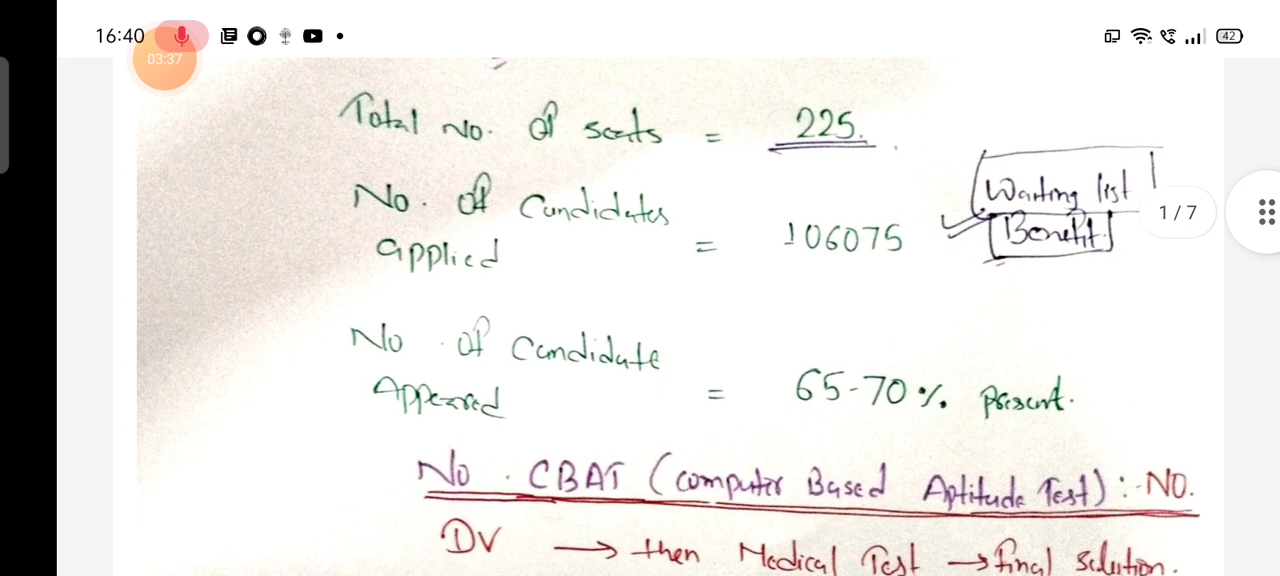 16:40
42
03:37
Total No. of seats = 225.
No. of Candidates
applied = 106075
Waiting list
Benefit
1/7
No. of Candidate
Appeared = 65-70% present.
No. CBAT (computer Based Aptitude Test):- NO.
DV → then Medical Test → final solution.